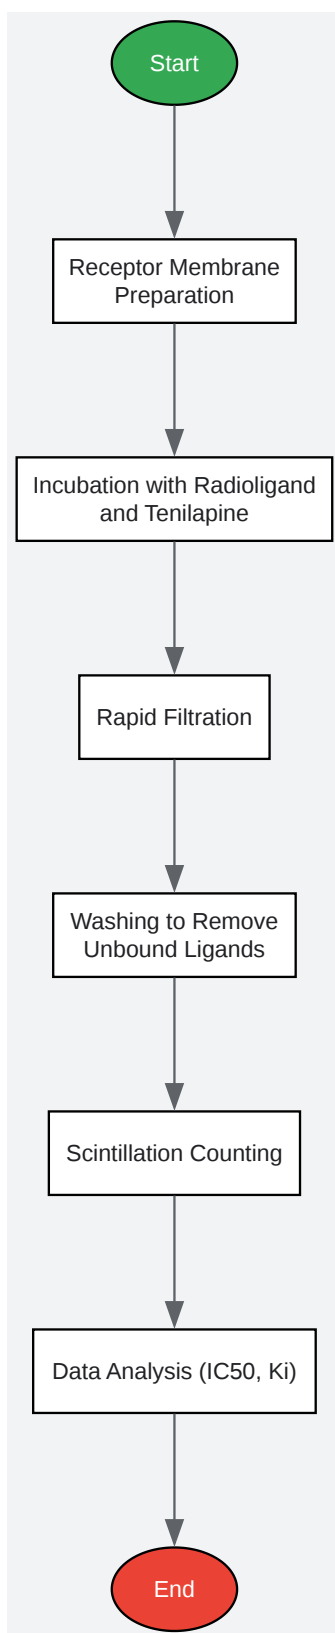 Start
Receptor Membrane
Preparation
Incubation with Radioligand
and Tenilapine
Rapid Filtration
Washing to Remove
Unbound Ligands
Scintillation Counting
Data Analysis (IC50, Ki)
End